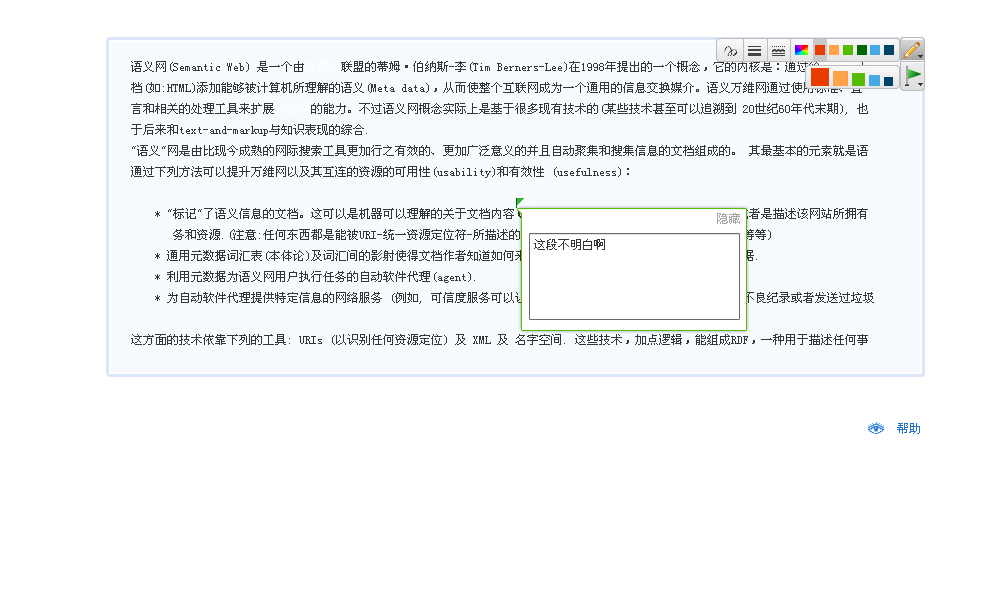 语义网(Semantic Web) 是一个由 联盟的蒂姆·伯纳斯-李(Tim Berners-Lee)在1998年提出的一个概念，它的内核是：通过
档(如:HTML)添加能够被计算机所理解的语义(Meta data)，从而使整个互联网成为一个通用的信息交换媒介。语义万维网通过使用标准、置
言和相关的处理工具来扩展 的能力。不过语义网概念实际上是基于很多现有技术的(某些技术甚至可以追溯到 20世纪60年代末期)，也
于后来和text-and-markup与知识表现的综合.
“语义”网是由比现今成熟的网际搜索工具更加行之有效的、更加广泛意义的并且自动聚集和搜集信息的文档组成的。 其最基本的元素就是语
通过下列方法可以提升万维网以及其互连的资源的可用性(usability)和有效性 (usefulness)：
* “标记”了语义信息的文档。这可以是机器可以理解的关于文档内容 者是描述该网站所拥有
隐藏
务和资源.(注意:任何东西都是能被URI-统一资源定位符-所描述的 等等)
这段不明白啊
* 通用元数据词汇表(本体论)及词汇间的影射使得文档作者知道如何 据.
* 利用元数据为语义网用户执行任务的自动软件代理(agent).
* 为自动软件代理提供特定信息的网络服务 (例如, 可信度服务可以 不良纪录或者发送过垃圾
这方面的技术依靠下列的工具: URIs (以识别任何资源定位) 及 XML 及 名字空间. 这些技术，加点逻辑，能组成RDF，一种用于描述任何事
帮助